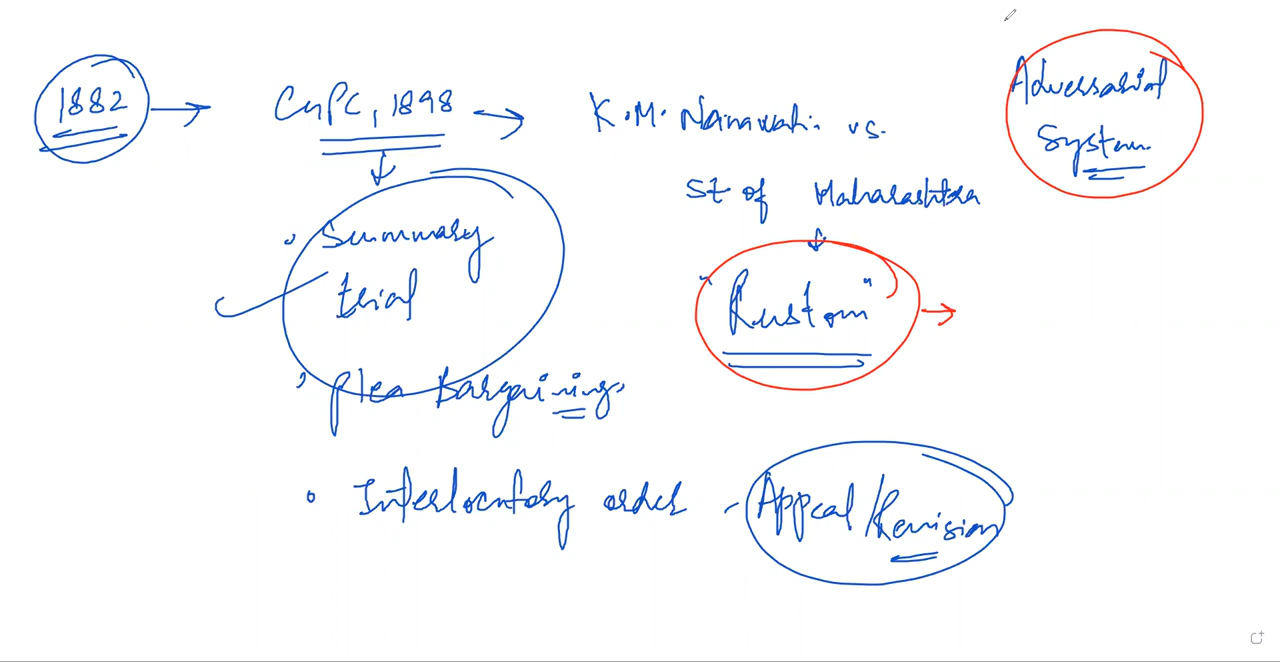 1882 → CrPC, 1898 → K.M. Nanavati vs.
St of Maharashtra
"Rustom" →
Adversarial
System
• Summary
trial
• Plea Bargaining.
• Interlocutory order - Appeal/Revision